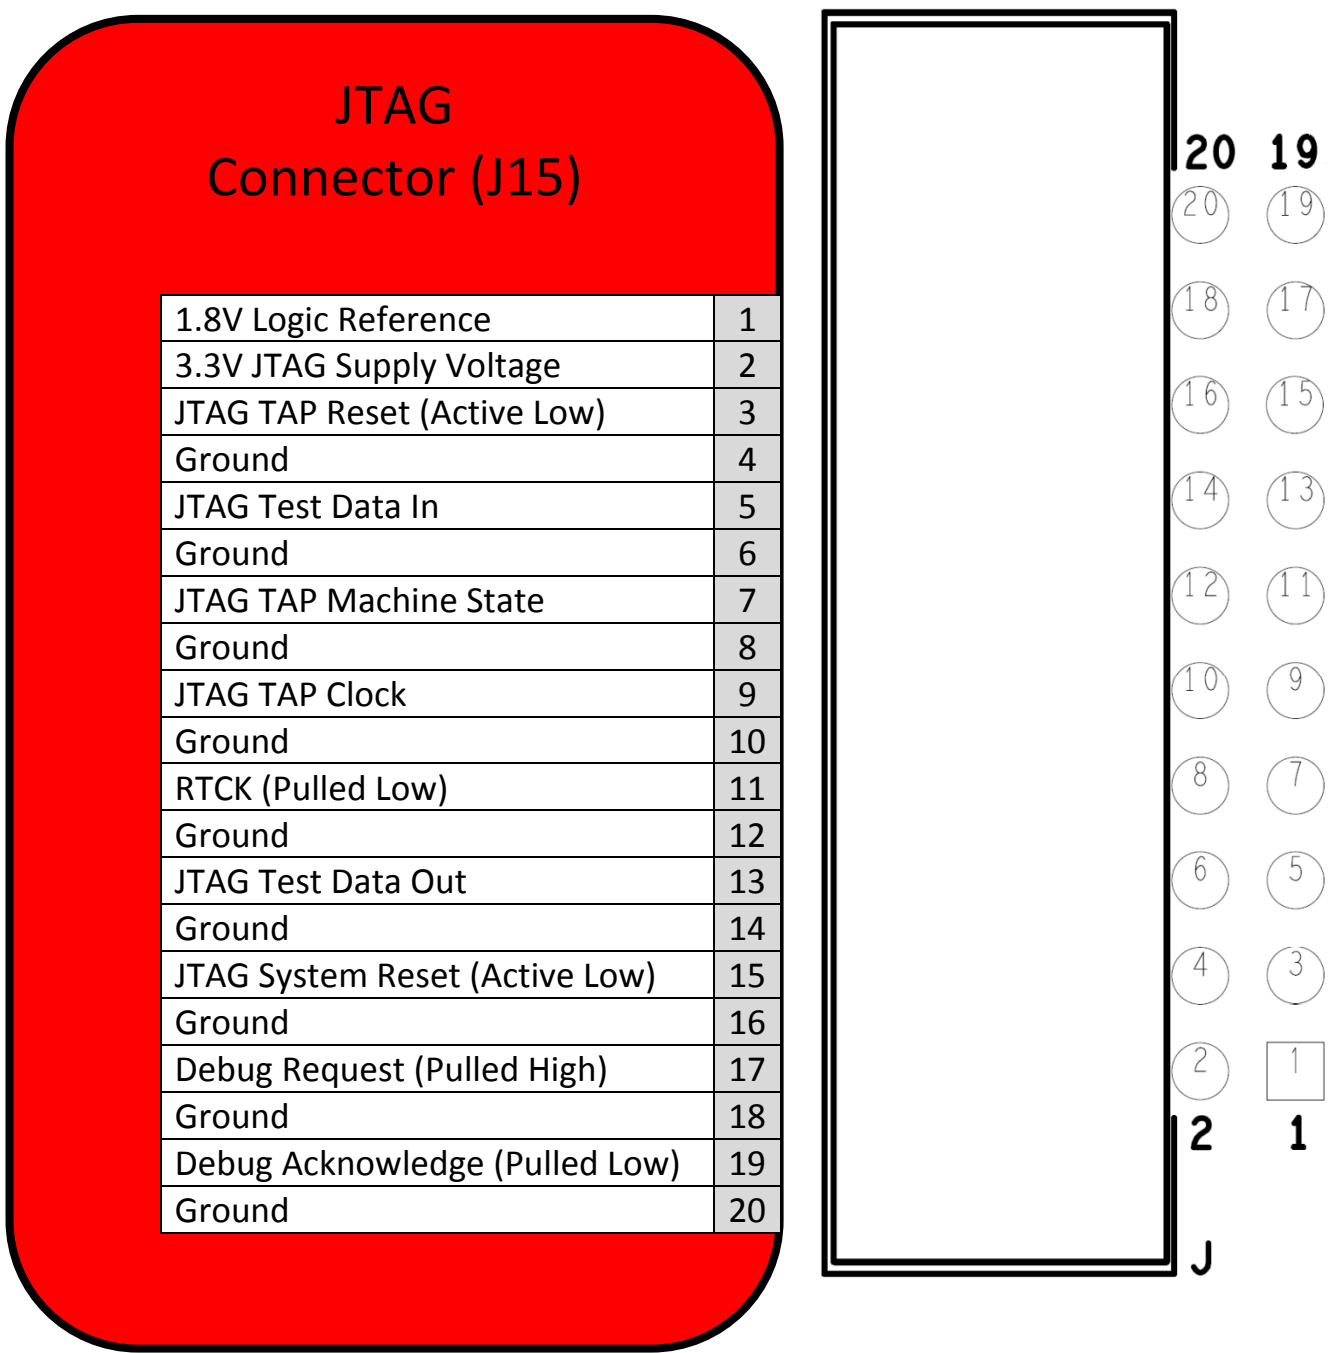 JTAG
Connector (J15)
1.8V Logic Reference 1
3.3V JTAG Supply Voltage 2
JTAG TAP Reset (Active Low) 3
Ground 4
JTAG Test Data In 5
Ground 6
JTAG TAP Machine State 7
Ground 8
JTAG TAP Clock 9
Ground 10
RTCK (Pulled Low) 11
Ground 12
JTAG Test Data Out 13
Ground 14
JTAG System Reset (Active Low) 15
Ground 16
Debug Request (Pulled High) 17
Ground 18
Debug Acknowledge (Pulled Low) 19
Ground 20
20 19
20 19
18 17
16 15
14 13
12 11
10 9
8 7
6 5
4 3
2 1
2 1
J